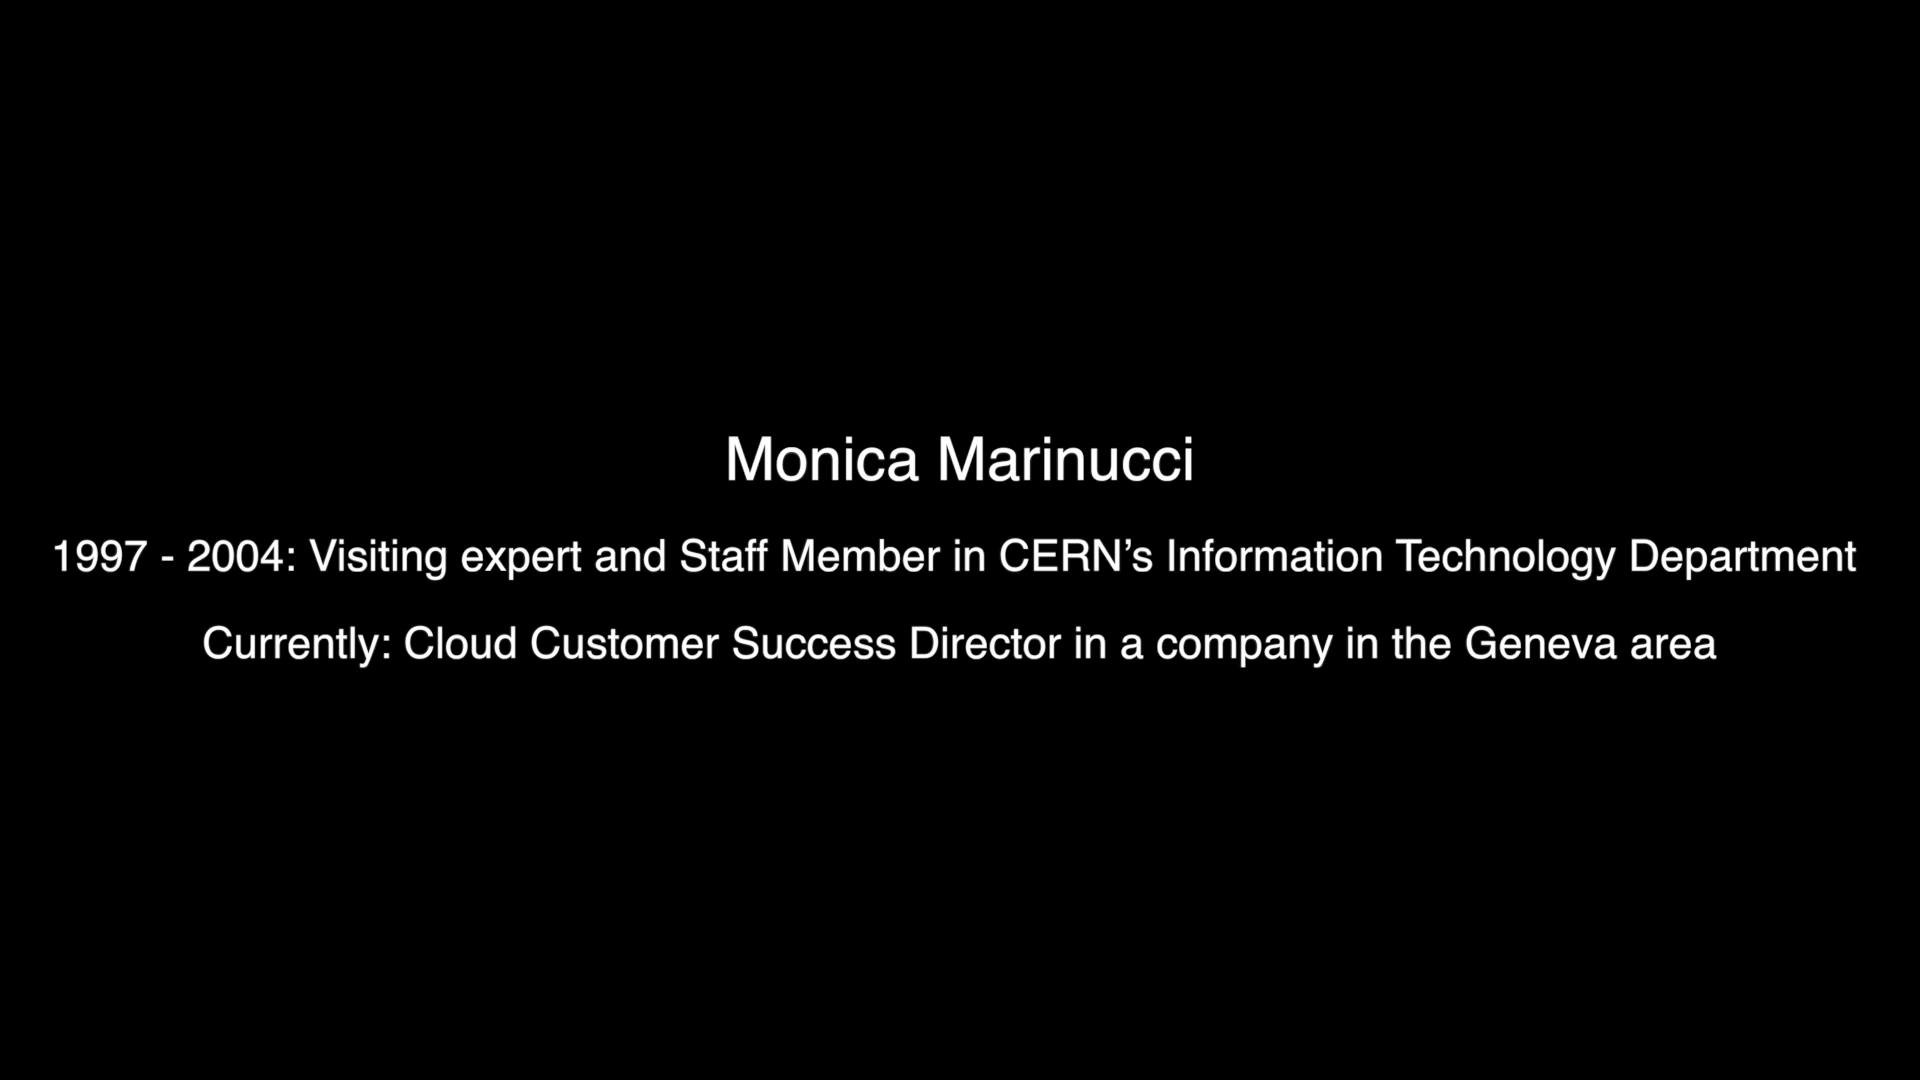 Monica Marinucci
1997 - 2004: Visiting expert and Staff Member in CERN’s Information Technology Department
Currently: Cloud Customer Success Director in a company in the Geneva area